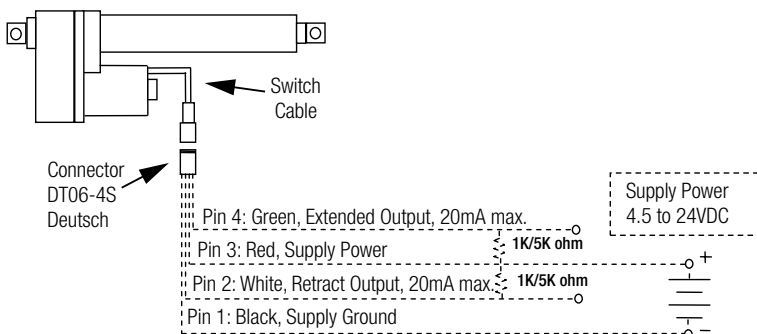 Switch
Cable
Connector
DT06-4S
Deutsch
Supply Power
4.5 to 24VDC
Pin 4: Green, Extended Output, 20mA max.
1K/5K ohm
Pin 3: Red, Supply Power
+
Pin 2: White, Retract Output, 20mA max.
1K/5K ohm
Pin 1: Black, Supply Ground
–